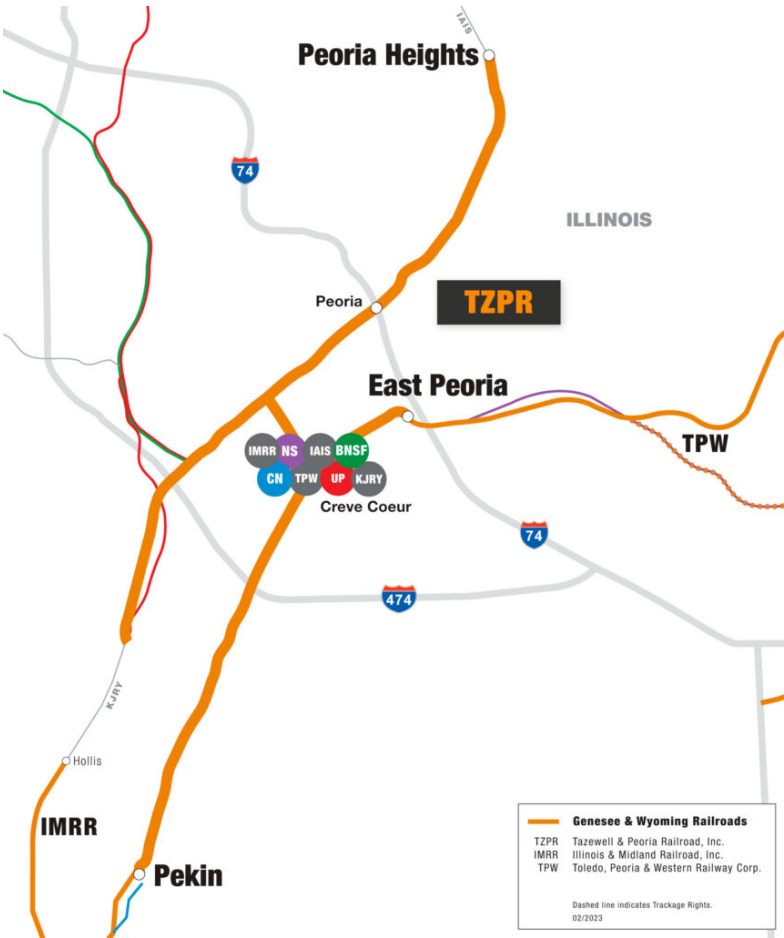 IAIS
Peoria Heights
74
ILLINOIS
Peoria
TZPR
East Peoria
TPW
IMRR NS IAIS BNSF
CN TPW UP KJRY
Creve Coeur
74
474
KJRY
Hollis
IMRR
Pekin
Genesee & Wyoming Railroads
TZPR Tazewell & Peoria Railroad, Inc.
IMRR Illinois & Midland Railroad, Inc.
TPW Toledo, Peoria & Western Railway Corp.
Dashed line indicates Trackage Rights.
02/2023